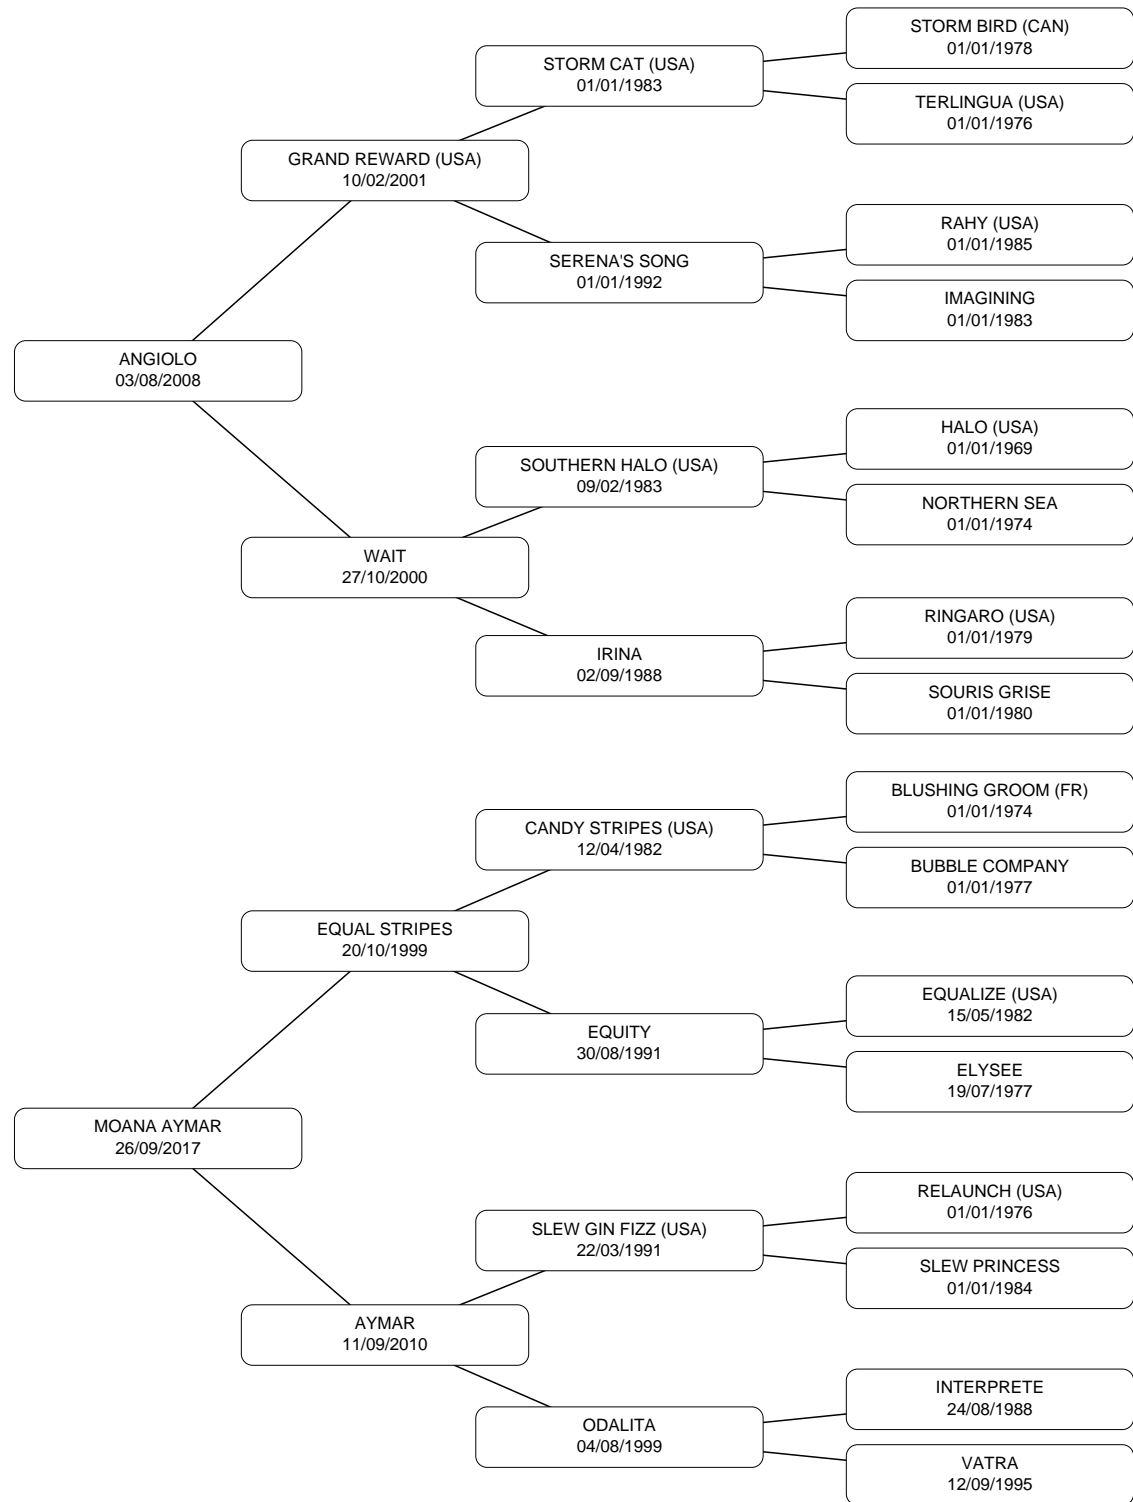 STORM BIRD (CAN)
01/01/1978
STORM CAT (USA)
01/01/1983
TERLINGUA (USA)
01/01/1976
GRAND REWARD (USA)
10/02/2001
RAHY (USA)
01/01/1985
SERENA'S SONG
01/01/1992
IMAGINING
01/01/1983
ANGIOLO
03/08/2008
HALO (USA)
01/01/1969
SOUTHERN HALO (USA)
09/02/1983
NORTHERN SEA
01/01/1974
WAIT
27/10/2000
RINGARO (USA)
01/01/1979
IRINA
02/09/1988
SOURIS GRISE
01/01/1980
BLUSHING GROOM (FR)
01/01/1974
CANDY STRIPES (USA)
12/04/1982
BUBBLE COMPANY
01/01/1977
EQUAL STRIPES
20/10/1999
EQUALIZE (USA)
15/05/1982
EQUITY
30/08/1991
ELYSEE
19/07/1977
MOANA AYMAR
26/09/2017
RELAUNCH (USA)
01/01/1976
SLEW GIN FIZZ (USA)
22/03/1991
SLEW PRINCESS
01/01/1984
AYMAR
11/09/2010
INTERPRETE
24/08/1988
ODALITA
04/08/1999
VATRA
12/09/1995